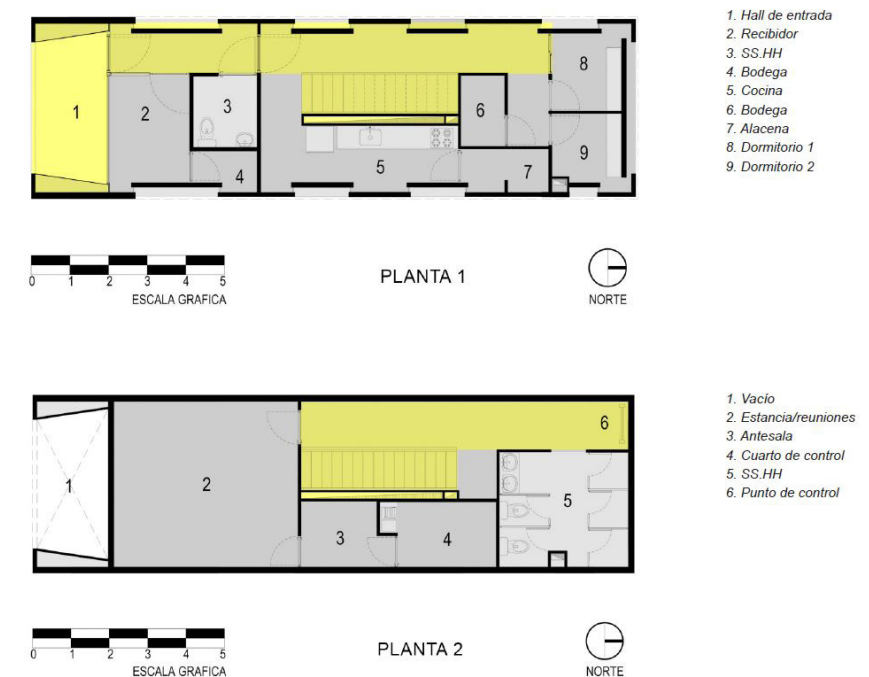 1. Hall de entrada
2. Recibidor
3. SS.HH
4. Bodega
5. Cocina
6. Bodega
7. Alacena
8. Dormitorio 1
9. Dormitorio 2
1
2
3
4
5
6
7
8
9
0 1 2 3 4 5
ESCALA GRAFICA
PLANTA 1
NORTE
1. Vacío
2. Estancia/reuniones
3. Antesala
4. Cuarto de control
5. SS.HH
6. Punto de control
1
2
3
4
5
6
0 1 2 3 4 5
ESCALA GRAFICA
PLANTA 2
NORTE